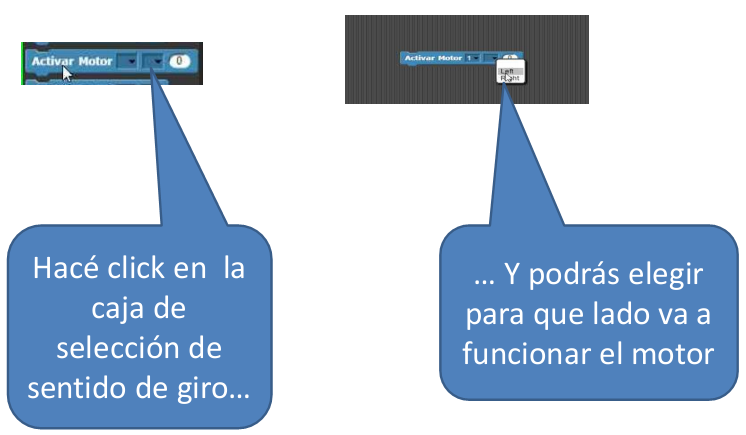 Activar Motor 0
Activar Motor 1 0
Left
Right
Hacé click en la
caja de
selección de
sentido de giro…
… Y podrás elegir
para que lado va a
funcionar el motor